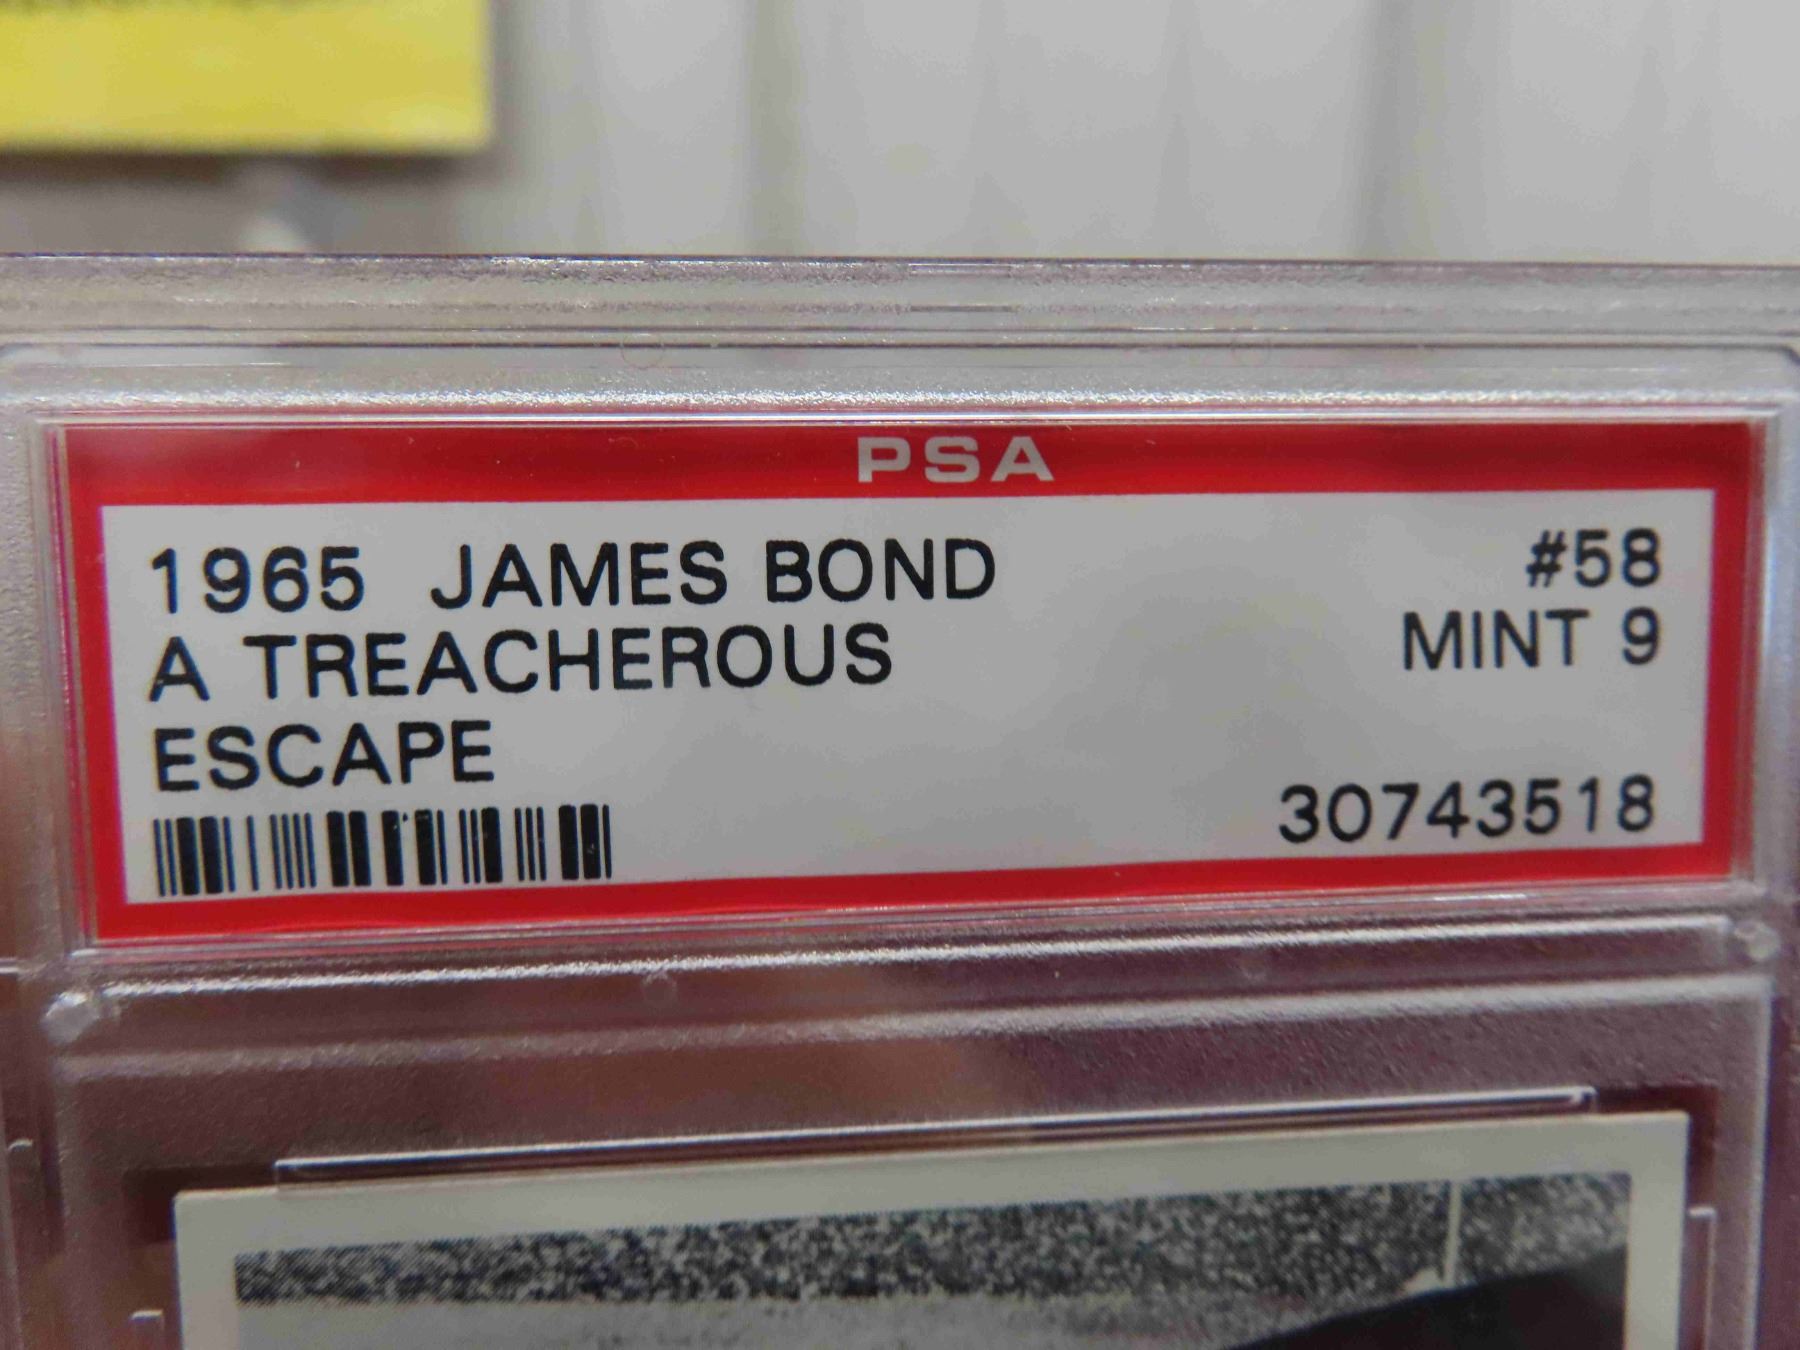 PSA
1965 JAMES BOND #58
A TREACHEROUS MINT 9
ESCAPE
30743518